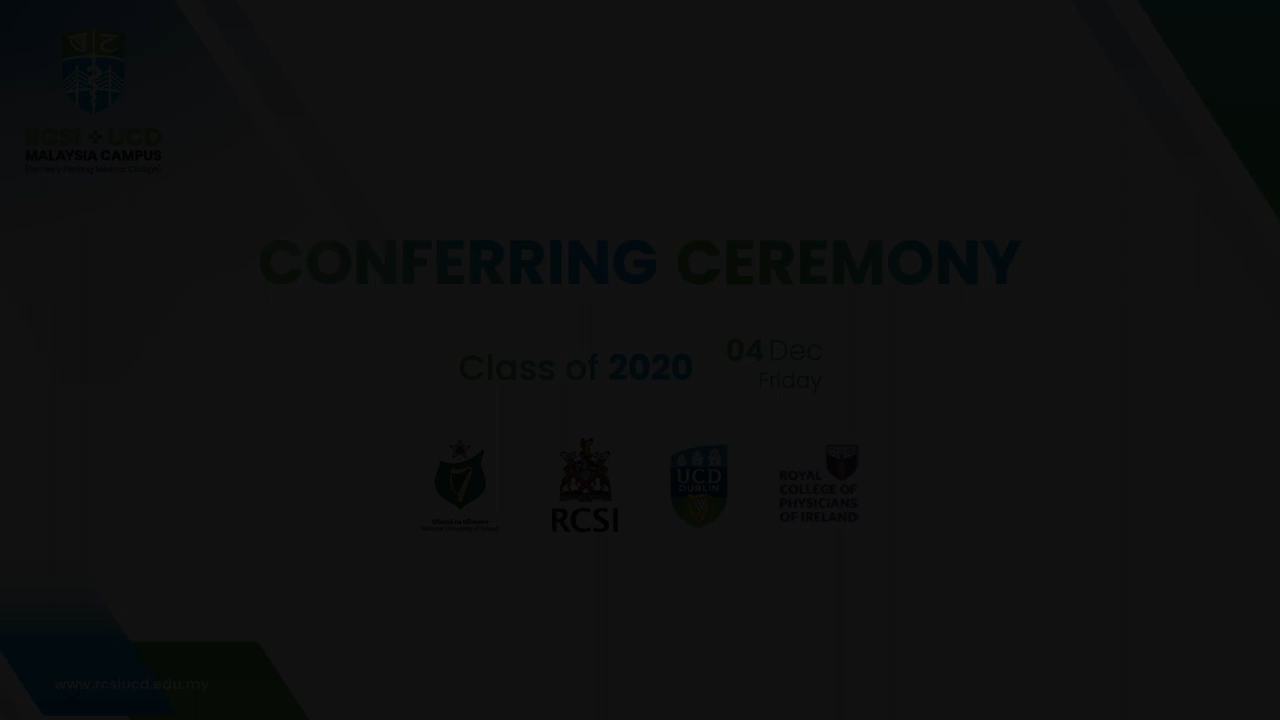 RCSI + UCD
MALAYSIA CAMPUS
CONFERRING CEREMONY
Class of 2020
04 Dec
Friday
UCD
DUBLIN
RCSI
ROYAL
COLLEGE OF
PHYSICIANS
OF IRELAND
www.rcsiucd.edu.my